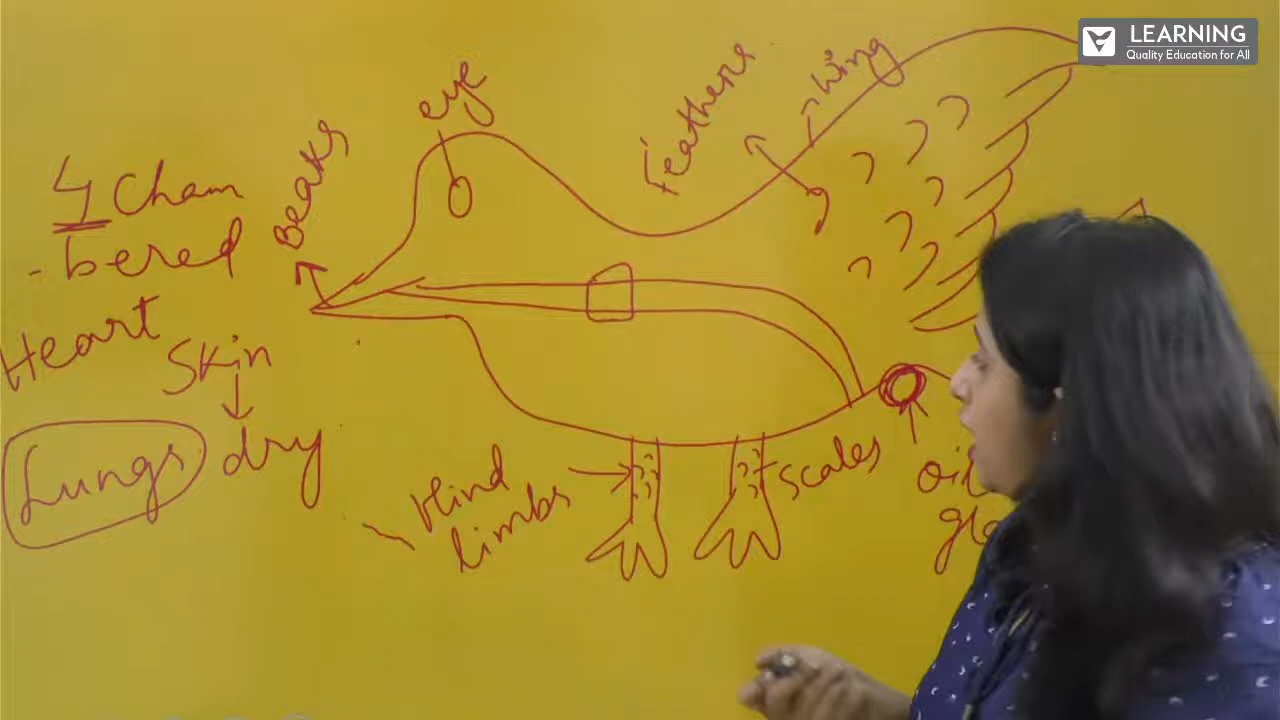 LEARNING
Quality Education for All
eye
Feathers
wing
Beaks
4 Cham
-bered
Heart
Skin
dry
Lungs
Hind
limbs
Scales